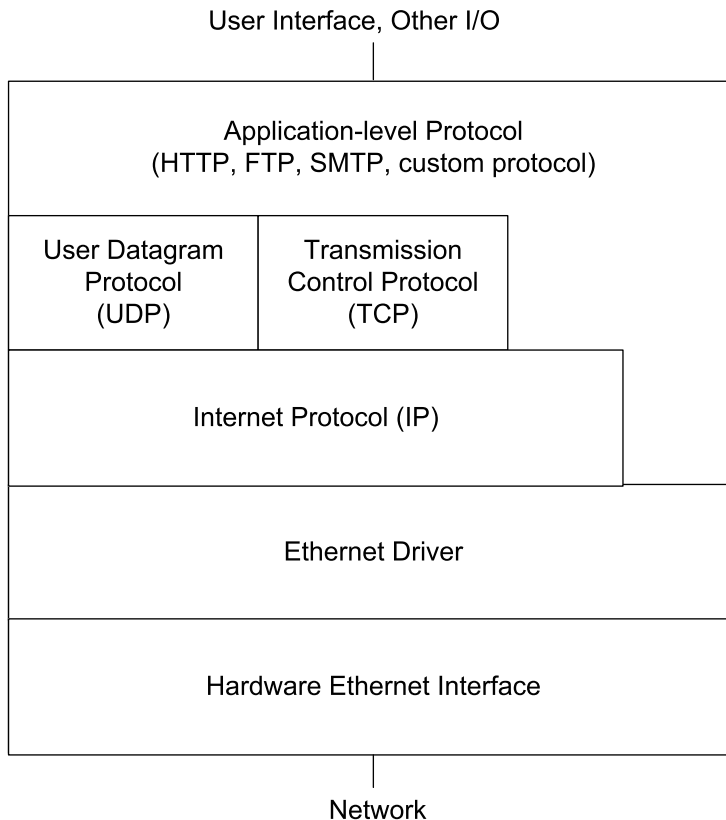 User Interface, Other I/O
Application-level Protocol
(HTTP, FTP, SMTP, custom protocol)
User Datagram
Protocol
(UDP)
Transmission
Control Protocol
(TCP)
Internet Protocol (IP)
Ethernet Driver
Hardware Ethernet Interface
Network